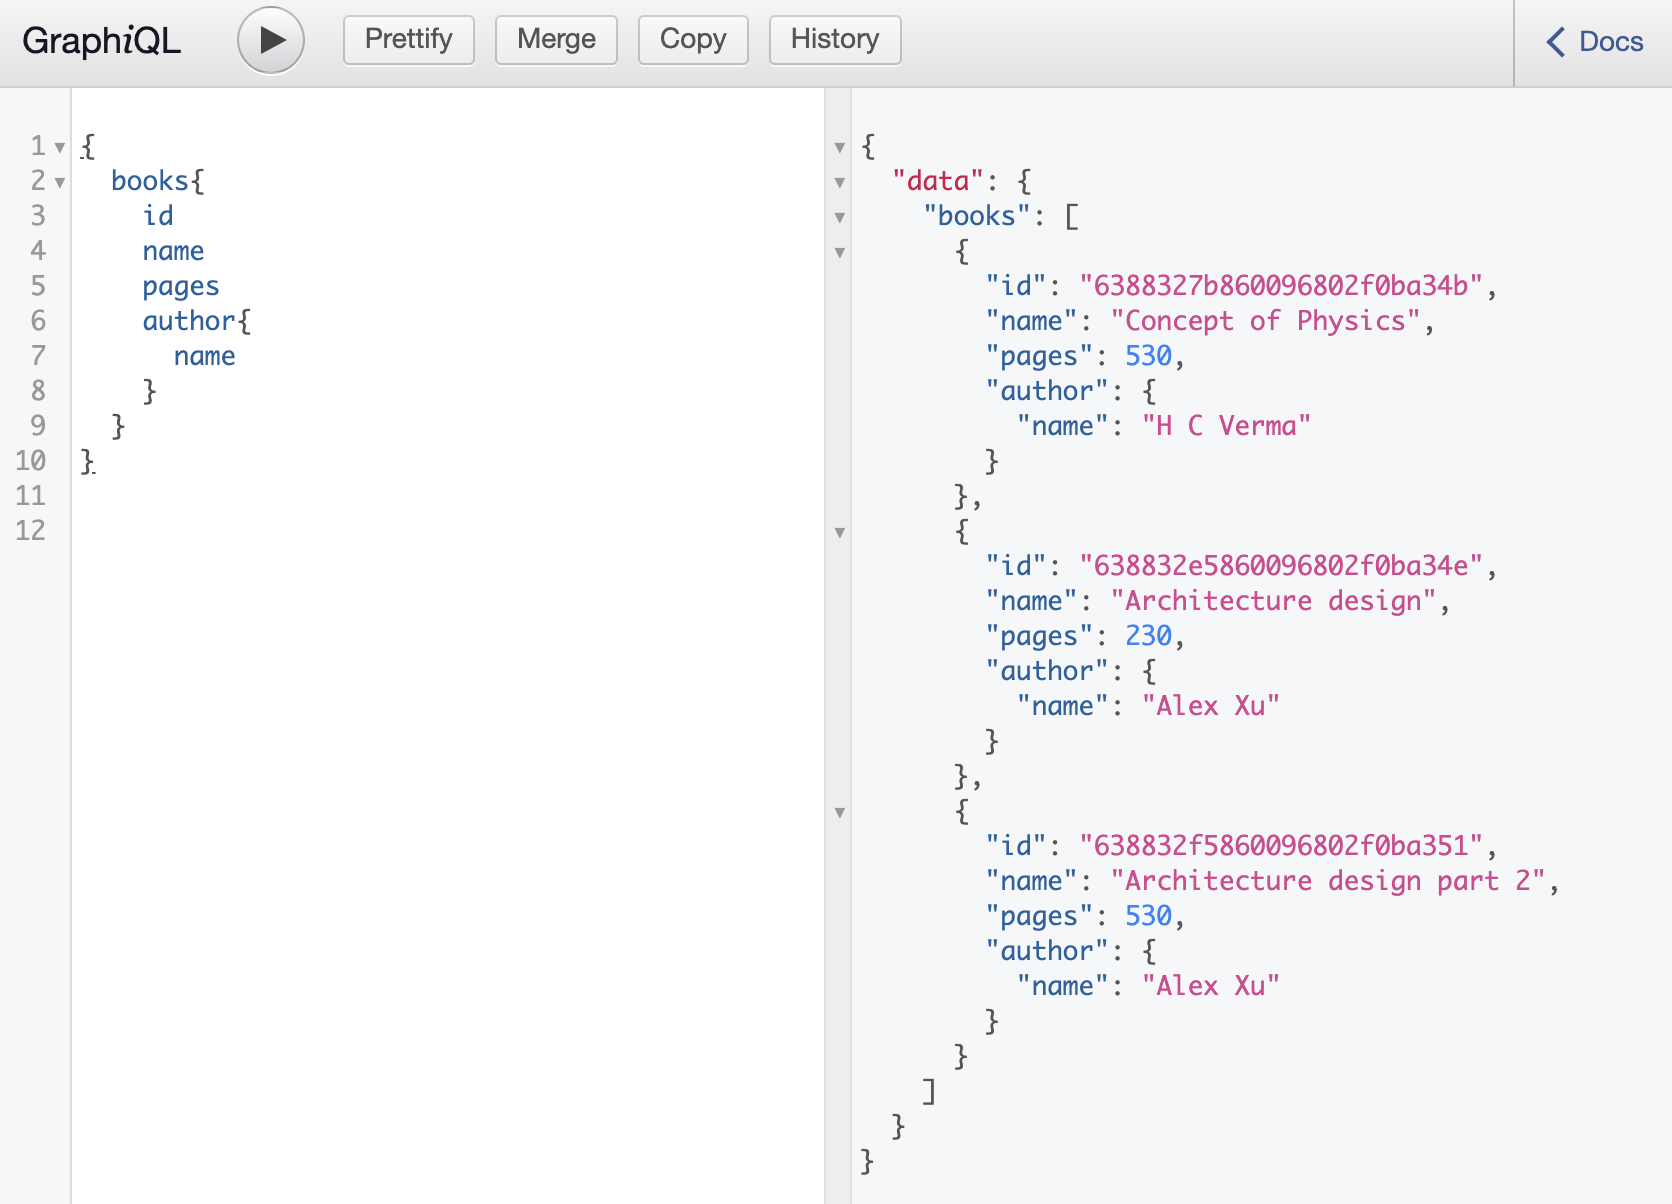 GraphiQL Prettify Merge Copy History Docs
1 {
2 books{
3 id
4 name
5 pages
6 author{
7 name
8 }
9 }
10 }
11
12
{
"data": {
"books": [
{
"id": "6388327b860096802f0ba34b",
"name": "Concept of Physics",
"pages": 530,
"author": {
"name": "H C Verma"
}
},
{
"id": "638832e5860096802f0ba34e",
"name": "Architecture design",
"pages": 230,
"author": {
"name": "Alex Xu"
}
},
{
"id": "638832f5860096802f0ba351",
"name": "Architecture design part 2",
"pages": 530,
"author": {
"name": "Alex Xu"
}
}
]
}
}